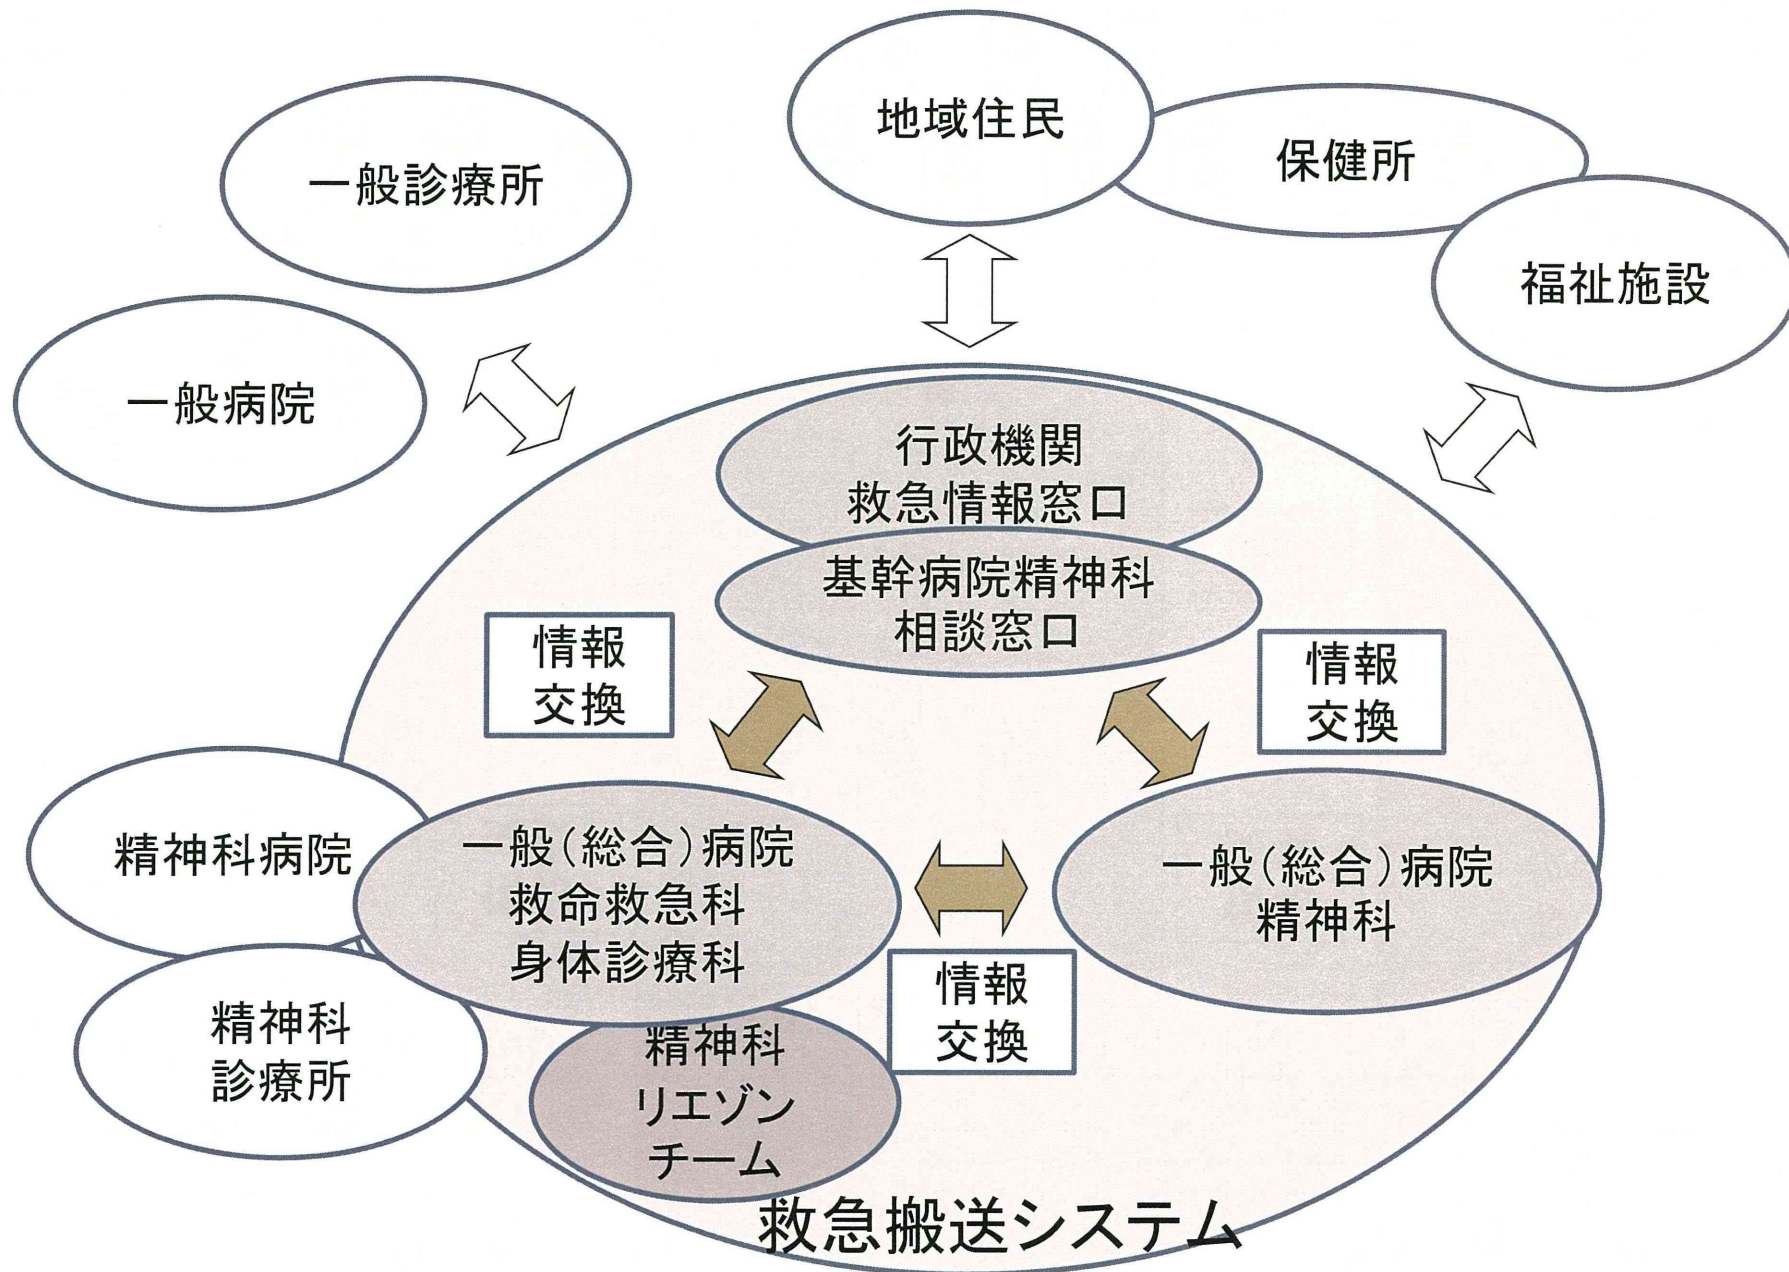 地域住民
保健所
一般診療所
福祉施設
一般病院
行政機関
救急情報窓口
基幹病院精神科
相談窓口
情報
交換
情報
交換
精神科病院
一般(総合)病院
救命救急科
身体診療科
一般(総合)病院
精神科
情報
交換
精神科
診療所
精神科
リエゾン
チーム
救急搬送システム